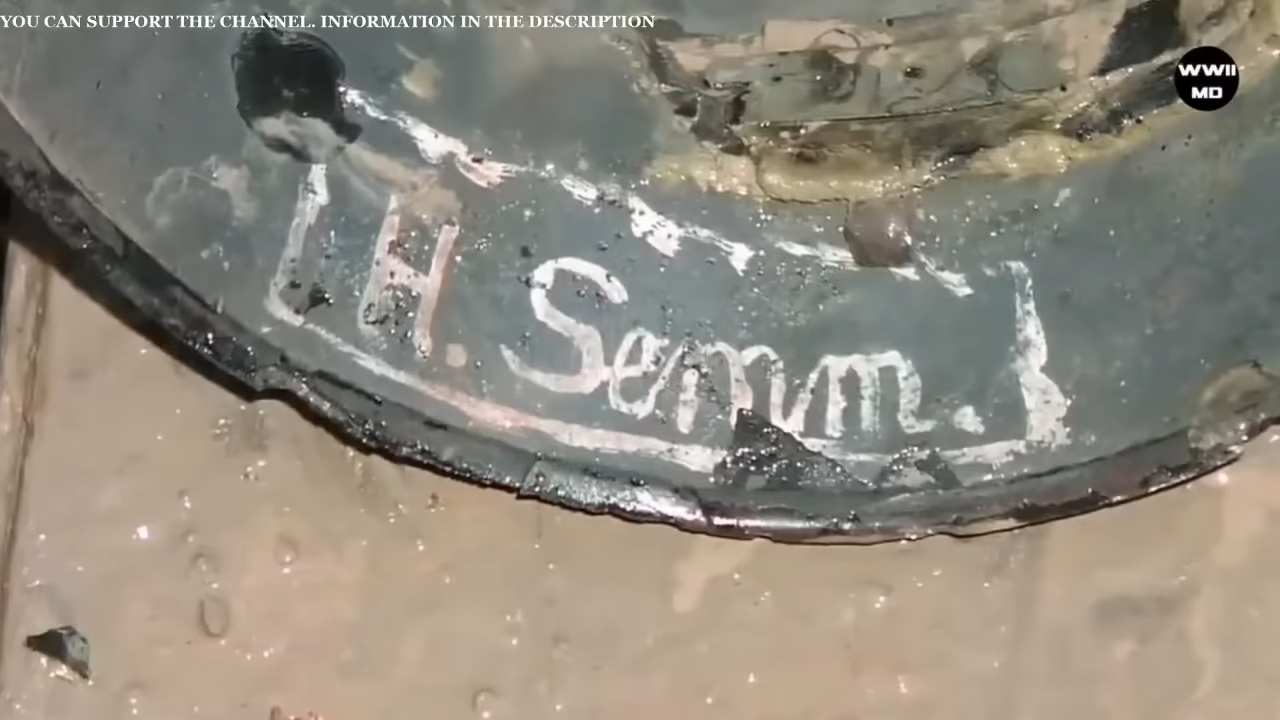 YOU CAN SUPPORT THE CHANNEL. INFORMATION IN THE DESCRIPTION
WWII
MD
H. Semm.